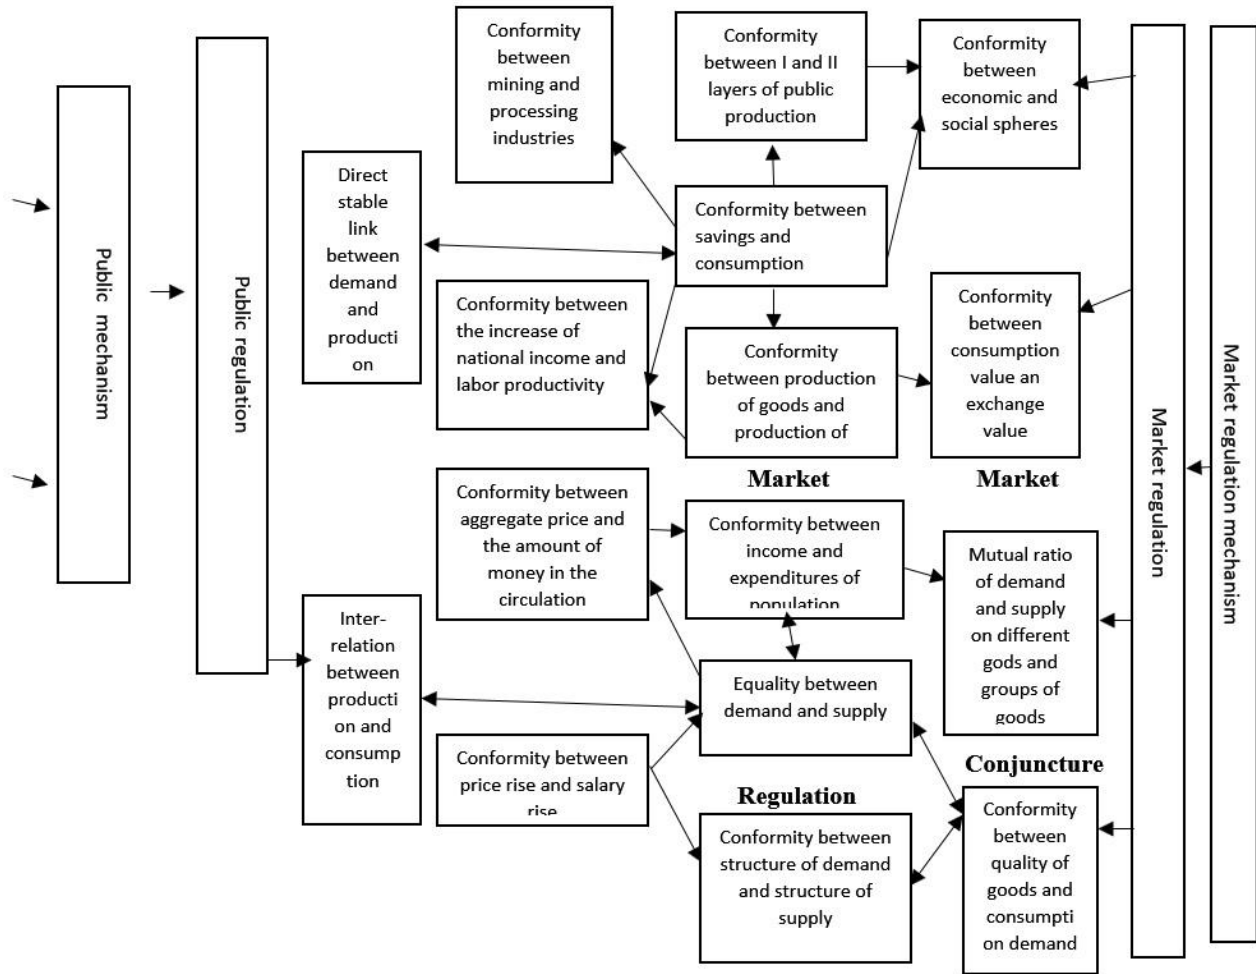 Public mechanism
Public regulation
Direct
stable
link
between
demand
and
producti
on
Inter-
relation
between
producti
on and
consump
tion
Conformity
between
mining and
processing
industries
Conformity between
the increase of
national income and
labor productivity
Conformity between
aggregate price and
the amount of
money in the
circulation
Conformity between
price rise and salary
rise
Conformity
between I and II
layers of public
production
Conformity between
savings and
consumption
Conformity
between production
of goods and
production of
Market
Conformity between
income and
expenditures of
population
Equality between
demand and supply
Regulation
Conformity between
structure of demand
and structure of
supply
Conformity
between
economic and
social spheres
Conformity
between
consumption
value an
exchange
value
Market
Mutual ratio
of demand
and supply
on different
gods and
groups of
goods
Conjuncture
Conformity
between
quality of
goods and
consumpti
on demand
Market regulation
Market regulation mechanism